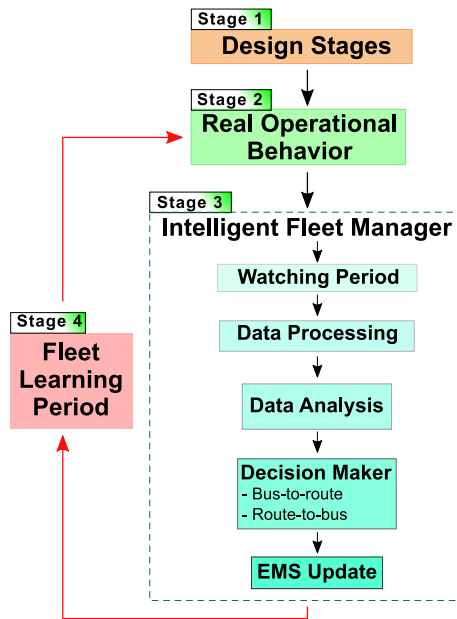 Stage 1
Design Stages
Stage 2
Real Operational
Behavior
Stage 3
Intelligent Fleet Manager
Watching Period
Data Processing
Data Analysis
Decision Maker
- Bus-to-route
- Route-to-bus
EMS Update
Stage 4
Fleet
Learning
Period